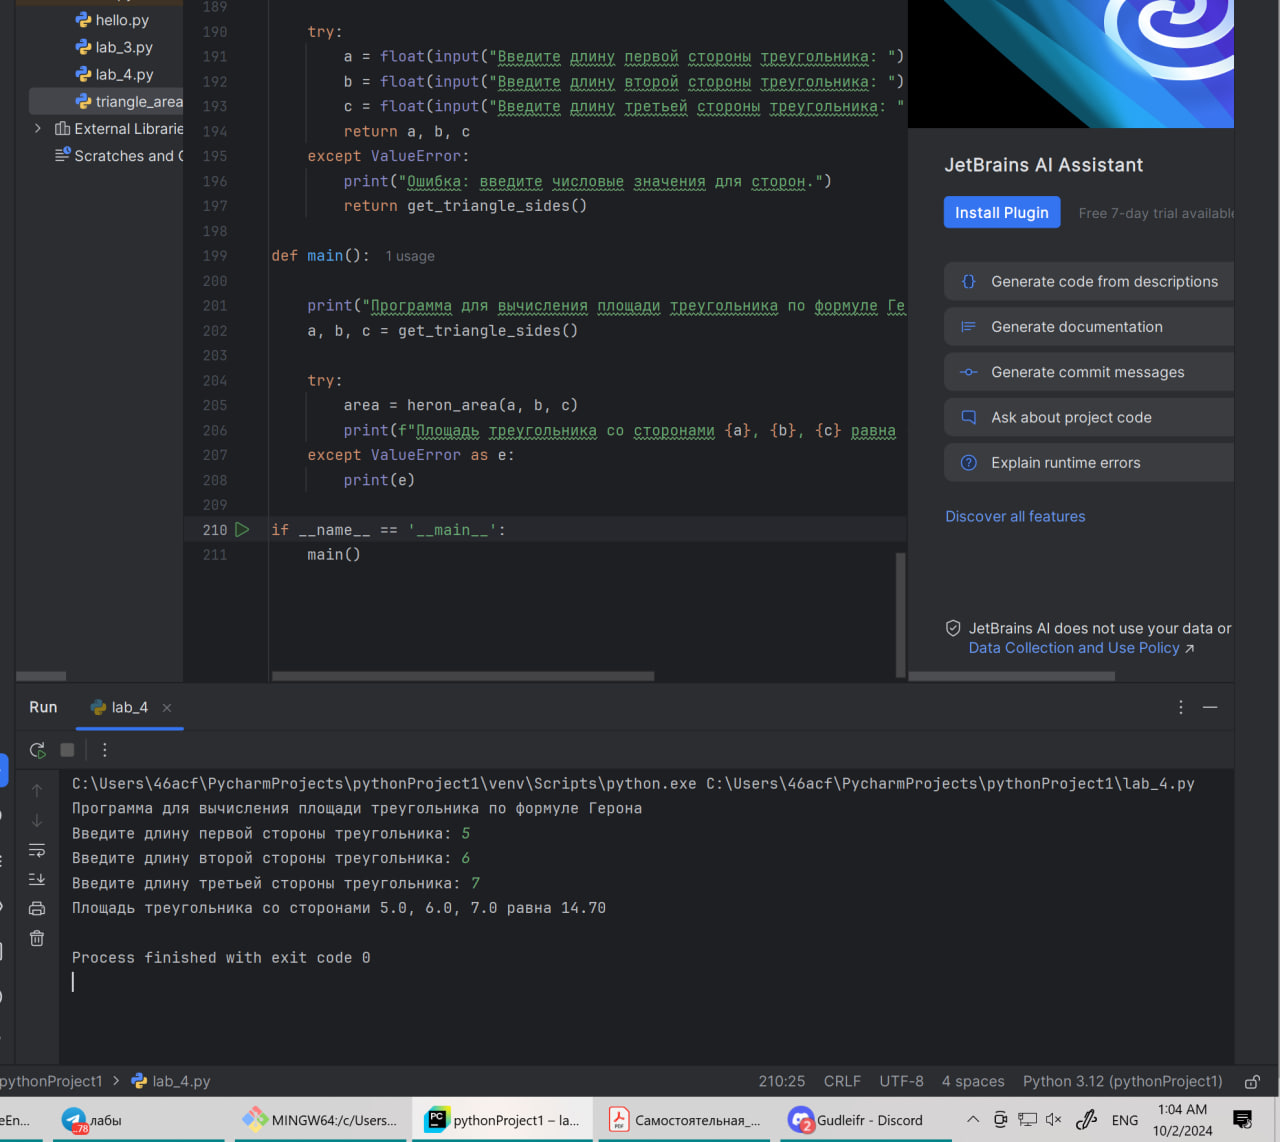 hello.py
lab_3.py
lab_4.py
triangle_area
External Librarie
Scratches and C
189
190 try:
191 a = float(input("Введите длину первой стороны треугольника: ")
192 b = float(input("Введите длину второй стороны треугольника: ")
193 c = float(input("Введите длину третьей стороны треугольника: "
194 return a, b, c
195 except ValueError:
196 print("Ошибка: введите числовые значения для сторон.")
197 return get_triangle_sides()
198
199 def main(): 1 usage
200
201 print("Программа для вычисления площади треугольника по формуле Ге
202 a, b, c = get_triangle_sides()
203
204 try:
205 area = heron_area(a, b, c)
206 print(f"Площадь треугольника со сторонами {a}, {b}, {c} равна
207 except ValueError as e:
208 print(e)
209
210 if __name__ == '__main__':
211 main()
JetBrains AI Assistant
Install Plugin Free 7-day trial available
Generate code from descriptions
Generate documentation
Generate commit messages
Ask about project code
Explain runtime errors
Discover all features
JetBrains AI does not use your data or
Data Collection and Use Policy ↗
Run lab_4
C:\Users\46acf\PycharmProjects\pythonProject1\venv\Scripts\python.exe C:\Users\46acf\PycharmProjects\pythonProject1\lab_4.py
Программа для вычисления площади треугольника по формуле Герона
Введите длину первой стороны треугольника: 5
Введите длину второй стороны треугольника: 6
Введите длину третьей стороны треугольника: 7
Площадь треугольника со сторонами 5.0, 6.0, 7.0 равна 14.70
Process finished with exit code 0
pythonProject1 > lab_4.py 210:25 CRLF UTF-8 4 spaces Python 3.12 (pythonProject1)
eEn... 78 лабы MINGW64:/c/Users... PC pythonProject1 – la... PDF Самостоятельная_... 2 Gudleifr - Discord ENG 1:04 AM
10/2/2024